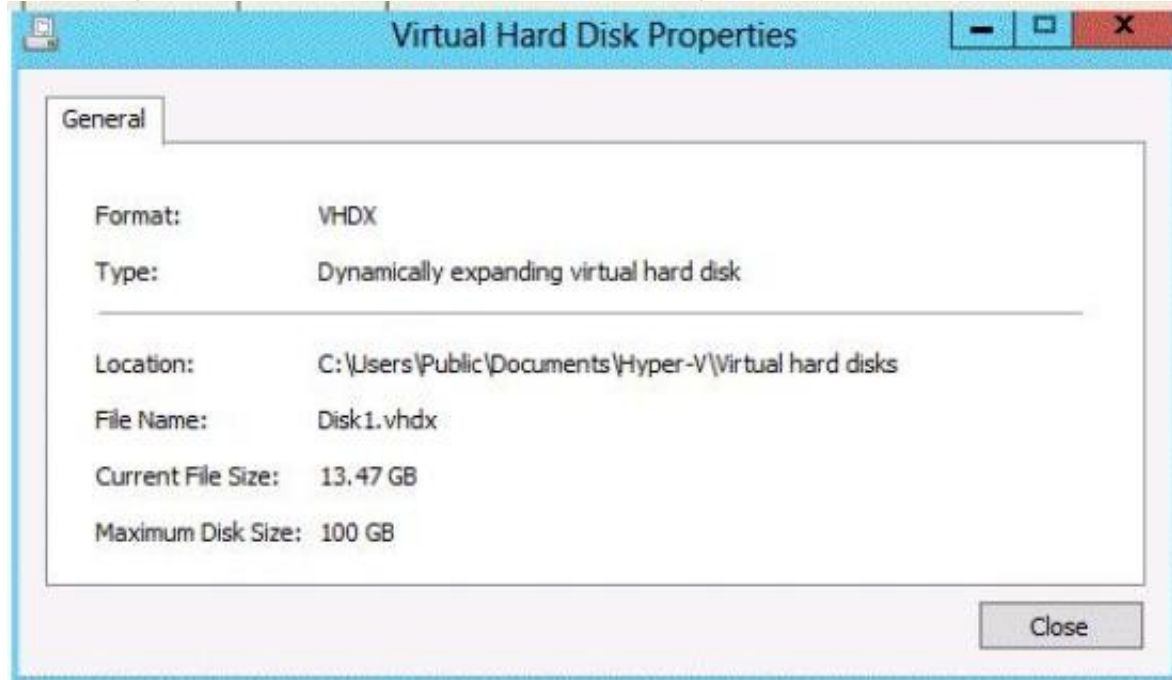 Virtual Hard Disk Properties
General
Format: VHDX
Type: Dynamically expanding virtual hard disk
Location: C:\Users\Public\Documents\Hyper-V\Virtual hard disks
File Name: Disk1.vhdx
Current File Size: 13.47 GB
Maximum Disk Size: 100 GB
Close